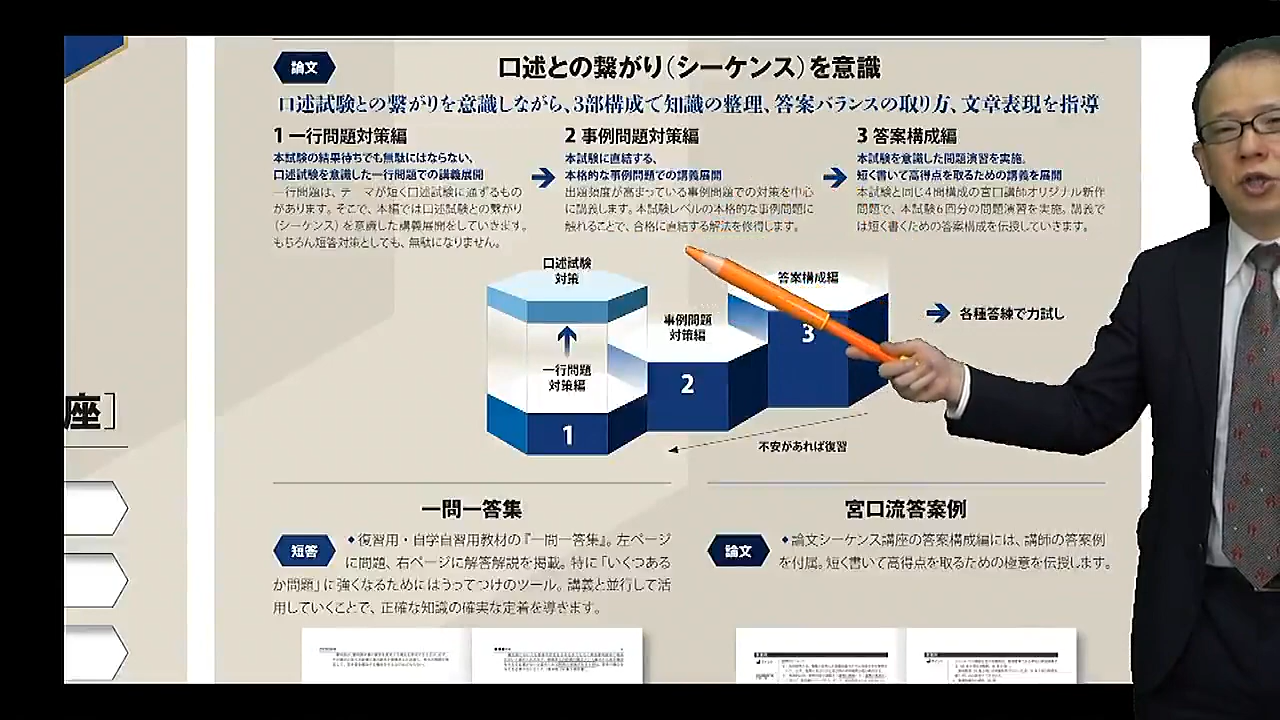 論文
口述との繋がり(シーケンス)を意識
口述試験との繋がりを意識しながら、3部構成で知識の整理、答案バランスの取り方、文章表現を指導
1 一行問題対策編
本試験の結果待ちでも無駄にはならない、
口述試験を意識した一行問題での講義展開
一行問題は、テーマが短く口述試験に通ずるもの
があります。そこで、本編では口述試験との繋がり
(シーケンス)を意識した講義展開をしていきます。
もちろん短答対策としても、無駄になりません。
2 事例問題対策編
本試験に直結する、
本格的な事例問題での講義展開
出題頻度が高まっている事例問題での対策を中心
に講義します。本試験レベルの本格的な事例問題に
触れることで、合格に直結する解法を修得します。
3 答案構成編
本試験を意識した問題演習を実施。
短く書いて高得点を取るための講義を展開
本試験と同じ4問構成の宮口講師オリジナル新作
問題で、本試験6回分の問題演習を実施。講義で
は短く書くための答案構成を伝授していきます。
口述試験
対策
一行問題
対策編
1
事例問題
対策編
2
答案構成編
3
各種答練で力試し
不安があれば復習
座]
一問一答集
短答
◆復習用・自学自習用教材の『一問一答集』。左ページ
に問題、右ページに解答解説を掲載。特に「いくつある
か問題」に強くなるためにはうってつけのツール。講義と並行して活
用していくことで、正確な知識の確実な定着を導きます。
宮口流答案例
論文
◆論文シーケンス講座の答案構成編には、講師の答案例
を付属。短く書いて高得点を取るための極意を伝授します。